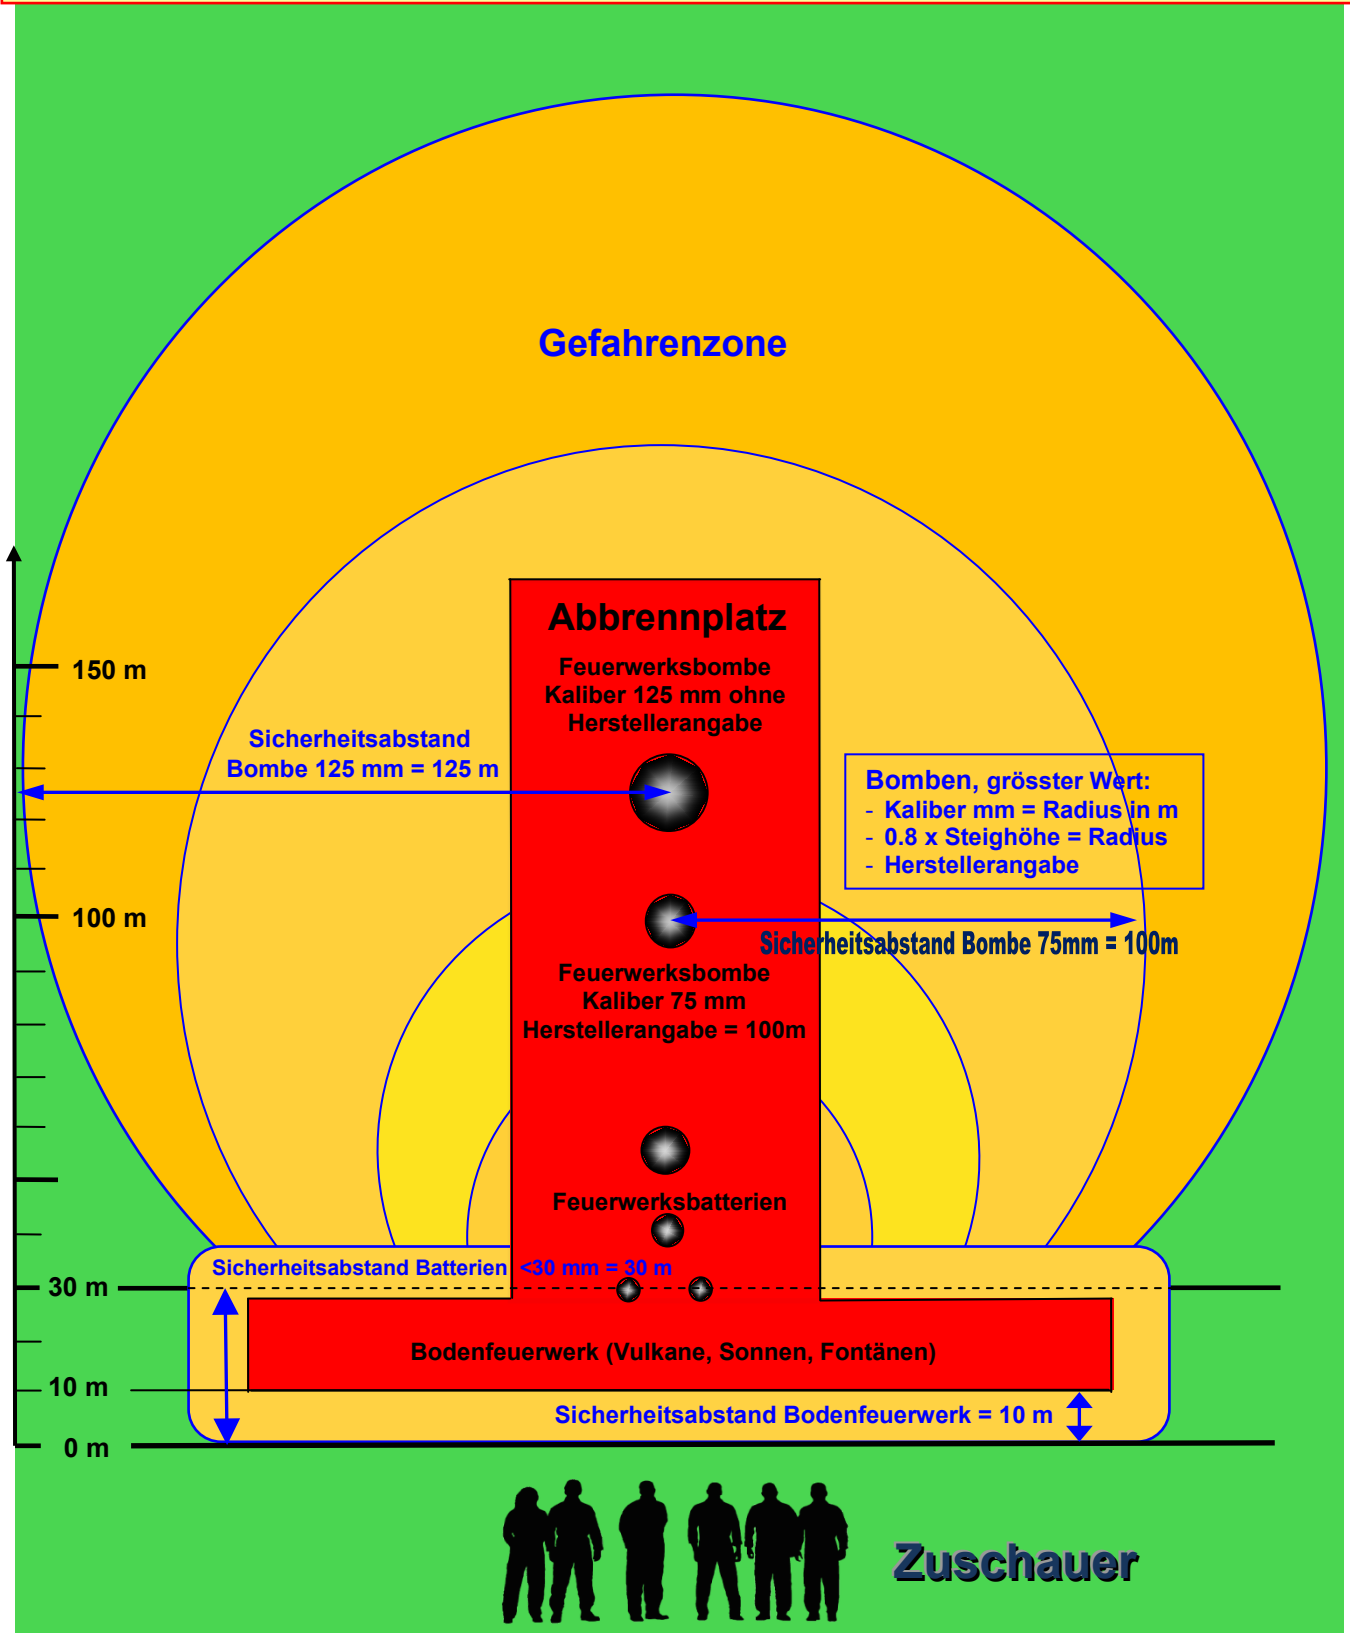 Gefahrenzone
Abbrennplatz
Feuerwerksbombe
Kaliber 125 mm ohne
Herstellerangabe
150 m
Sicherheitsabstand
Bombe 125 mm = 125 m
Bomben, grösster Wert:
- Kaliber mm = Radius in m
- 0.8 x Steighöhe = Radius
- Herstellerangabe
100 m
Sicherheitsabstand Bombe 75mm = 100m
Feuerwerksbombe
Kaliber 75 mm
Herstellerangabe = 100m
Feuerwerksbatterien
Sicherheitsabstand Batterien <30 mm = 30 m
30 m
Bodenfeuerwerk (Vulkane, Sonnen, Fontänen)
10 m
Sicherheitsabstand Bodenfeuerwerk = 10 m
0 m
Zuschauer